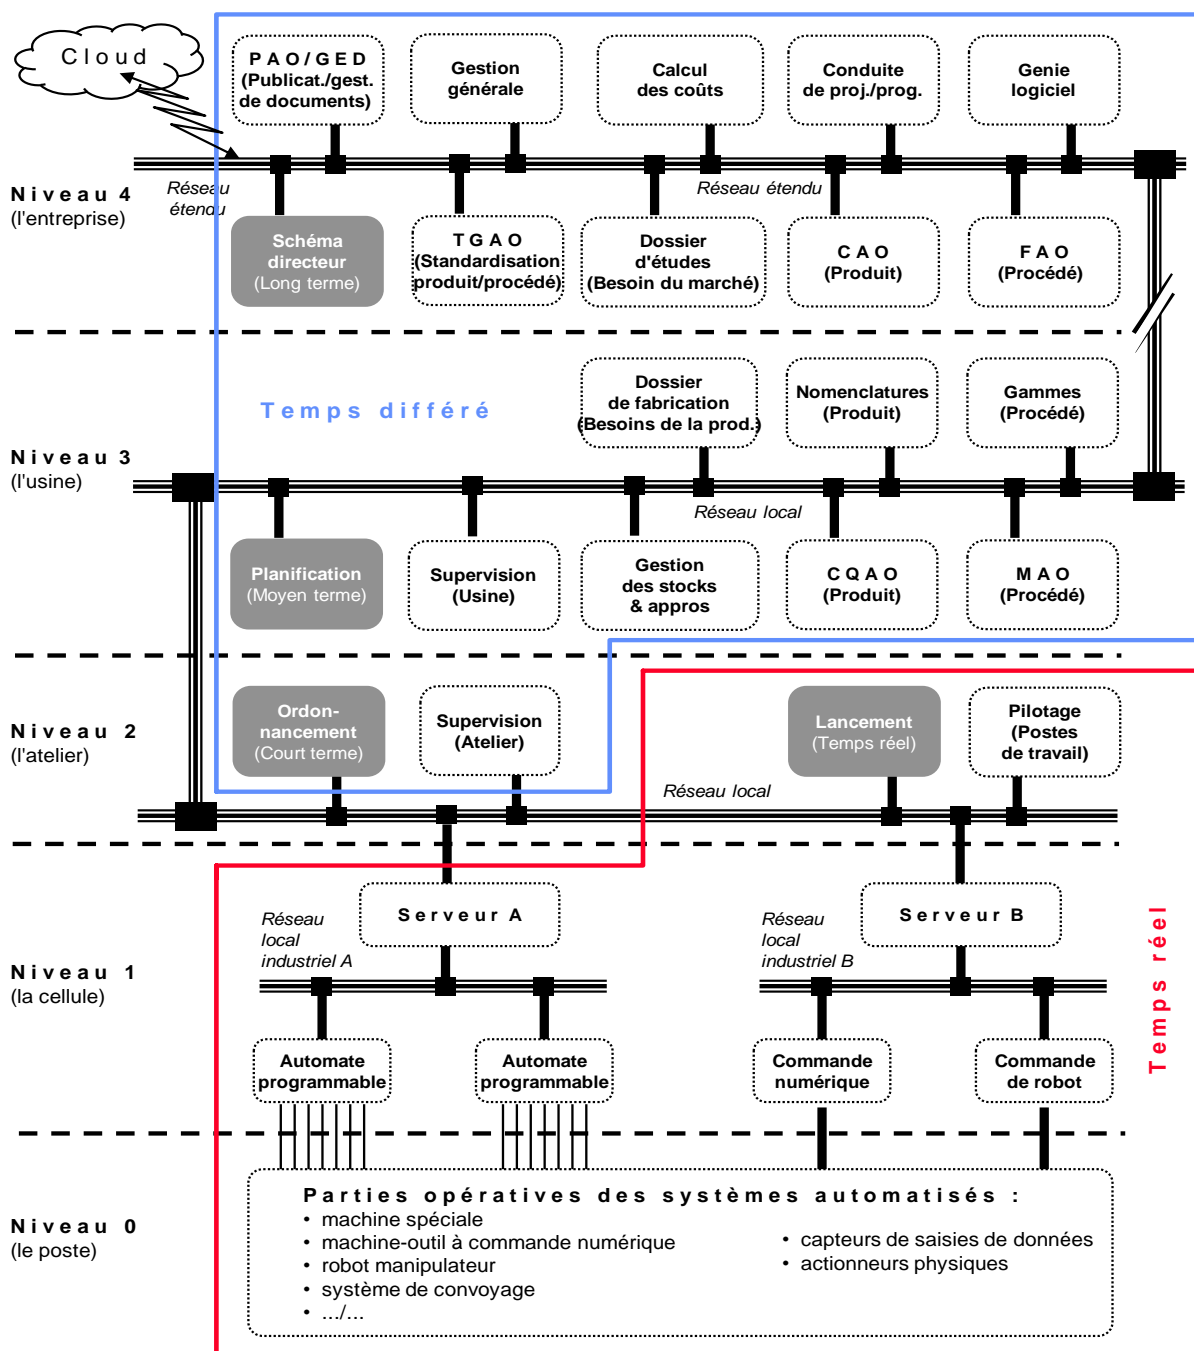 Cloud
PAO/GED
(Publicat./gest.
de documents)
Gestion
générale
Calcul
des coûts
Conduite
de proj./prog.
Genie
logiciel
Niveau 4
(l'entreprise)
Réseau
étendu
Réseau étendu
Schéma
directeur
(Long terme)
TGAO
(Standardisation
produit/procédé)
Dossier
d'études
(Besoin du marché)
CAO
(Produit)
FAO
(Procédé)
Temps différé
Dossier
de fabrication
(Besoins de la prod.)
Nomenclatures
(Produit)
Gammes
(Procédé)
Niveau 3
(l'usine)
Réseau local
Planification
(Moyen terme)
Supervision
(Usine)
Gestion
des stocks
& appros
CQAO
(Produit)
MAO
(Procédé)
Niveau 2
(l'atelier)
Ordon-
nancement
(Court terme)
Supervision
(Atelier)
Lancement
(Temps réel)
Pilotage
(Postes
de travail)
Réseau local
Serveur A
Serveur B
Réseau
local
industriel A
Réseau
local
industriel B
Temps réel
Niveau 1
(la cellule)
Automate
programmable
Automate
programmable
Commande
numérique
Commande
de robot
Niveau 0
(le poste)
Parties opératives des systèmes automatisés :
• machine spéciale
• machine-outil à commande numérique
• robot manipulateur
• système de convoyage
• .../...
• capteurs de saisies de données
• actionneurs physiques